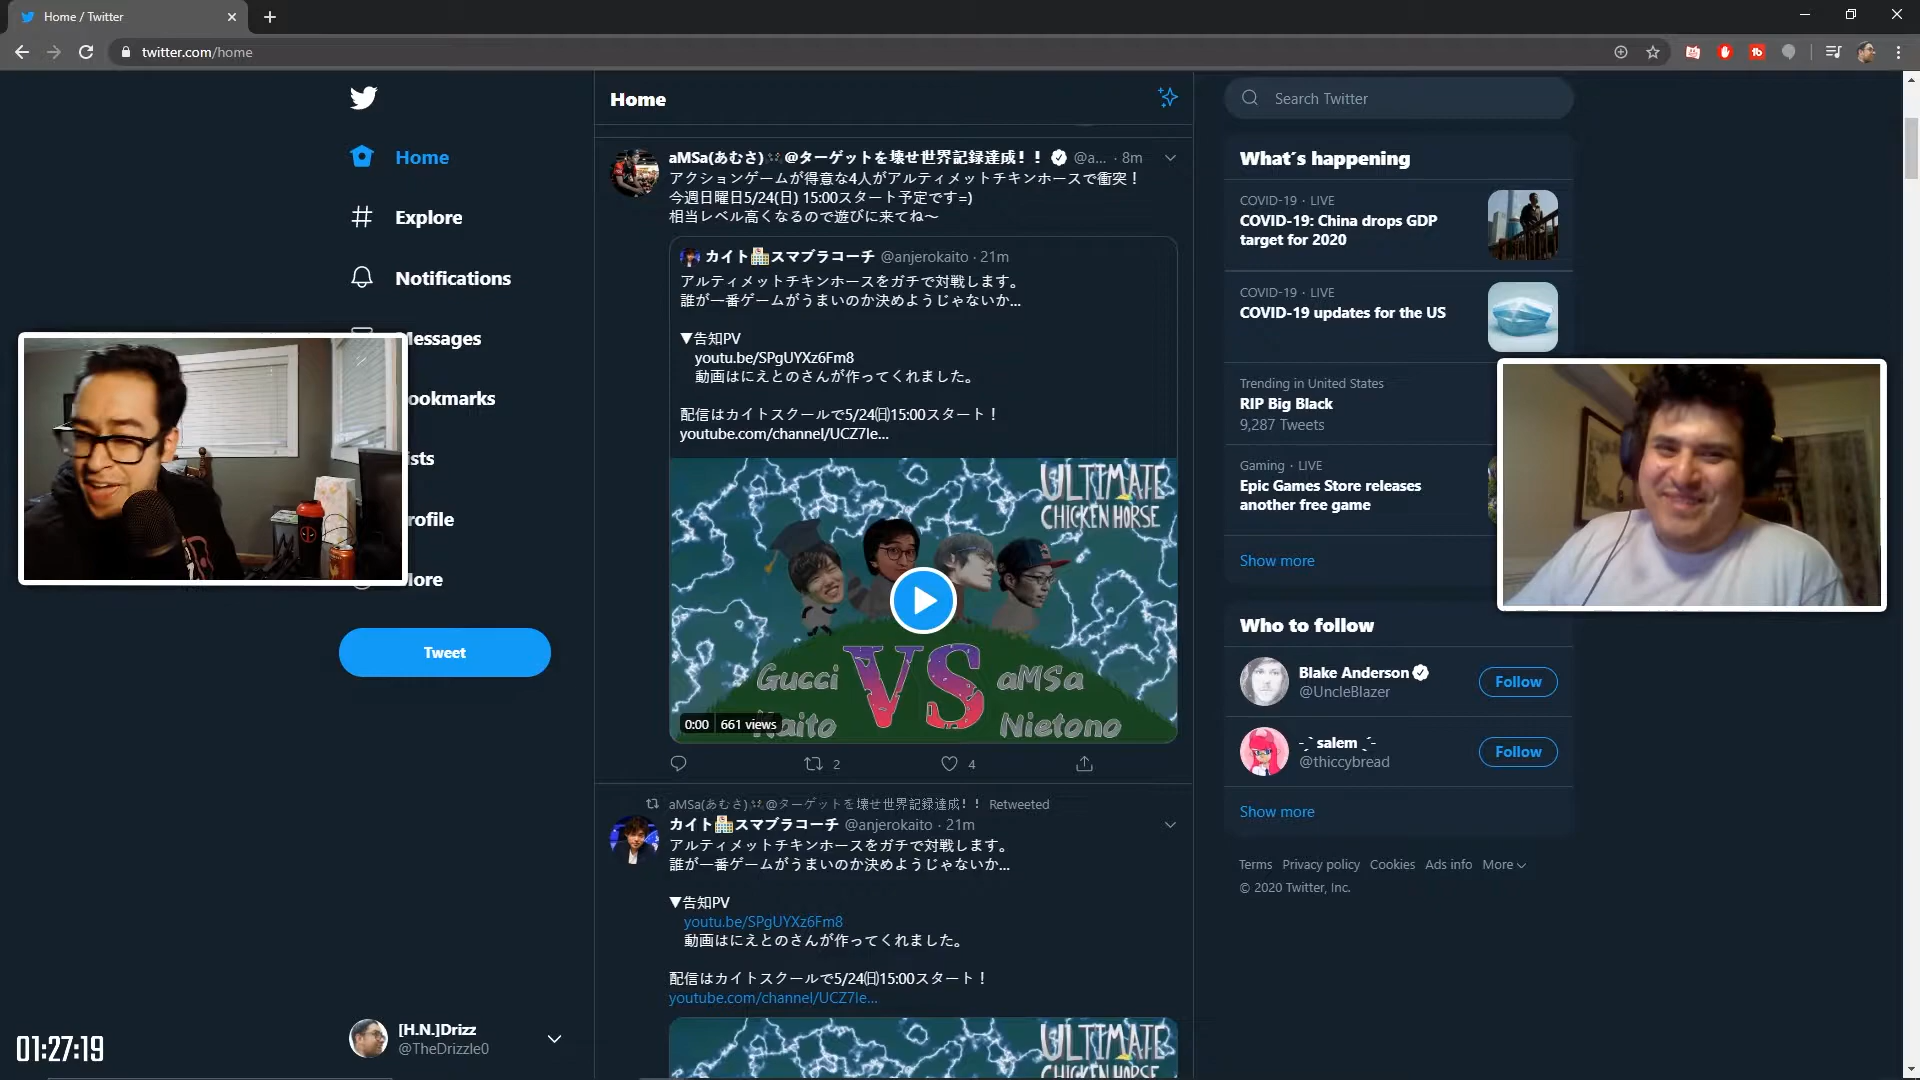 Home / Twitter
twitter.com/home
Home
Explore
Notifications
Messages
Bookmarks
Lists
Profile
More
Tweet
[H.N.]Drizz
@TheDrizzle0
01:27:19
Home
aMSa(あむさ)@ターゲットを壊せ世界記録達成!! @a... · 8m
アクションゲームが得意な4人がアルティメットチキンホースで衝突!
今週日曜日5/24(日) 15:00スタート予定です=)
相当レベル高くなるので遊びに来てね〜
カイト🏫スマブラコーチ @anjerokaito · 21m
アルティメットチキンホースをガチで対戦します。
誰が一番ゲームがうまいのか決めようじゃないか...
▼告知PV
youtu.be/SPgUYXz6Fm8
動画はにえとのさんが作ってくれました。
配信はカイトスクールで5/24㈰15:00スタート!
youtube.com/channel/UCZ7Ie...
ULTIMATE
CHICKEN HORSE
Gucci VS aMSa
Kaito Nietono
0:00 661 views
2 4
aMSa(あむさ)@ターゲットを壊せ世界記録達成!! Retweeted
カイト🏫スマブラコーチ @anjerokaito · 21m
アルティメットチキンホースをガチで対戦します。
誰が一番ゲームがうまいのか決めようじゃないか...
▼告知PV
youtu.be/SPgUYXz6Fm8
動画はにえとのさんが作ってくれました。
配信はカイトスクールで5/24㈰15:00スタート!
youtube.com/channel/UCZ7Ie...
ULTIMATE
CHICKEN HORSE
Search Twitter
What's happening
COVID-19 · LIVE
COVID-19: China drops GDP
target for 2020
COVID-19 · LIVE
COVID-19 updates for the US
Trending in United States
RIP Big Black
9,287 Tweets
Gaming · LIVE
Epic Games Store releases
another free game
Show more
Who to follow
Blake Anderson
@UncleBlazer
Follow
-ˏ` salem ˎˊ-
@thiccybread
Follow
Show more
Terms Privacy policy Cookies Ads info More
© 2020 Twitter, Inc.